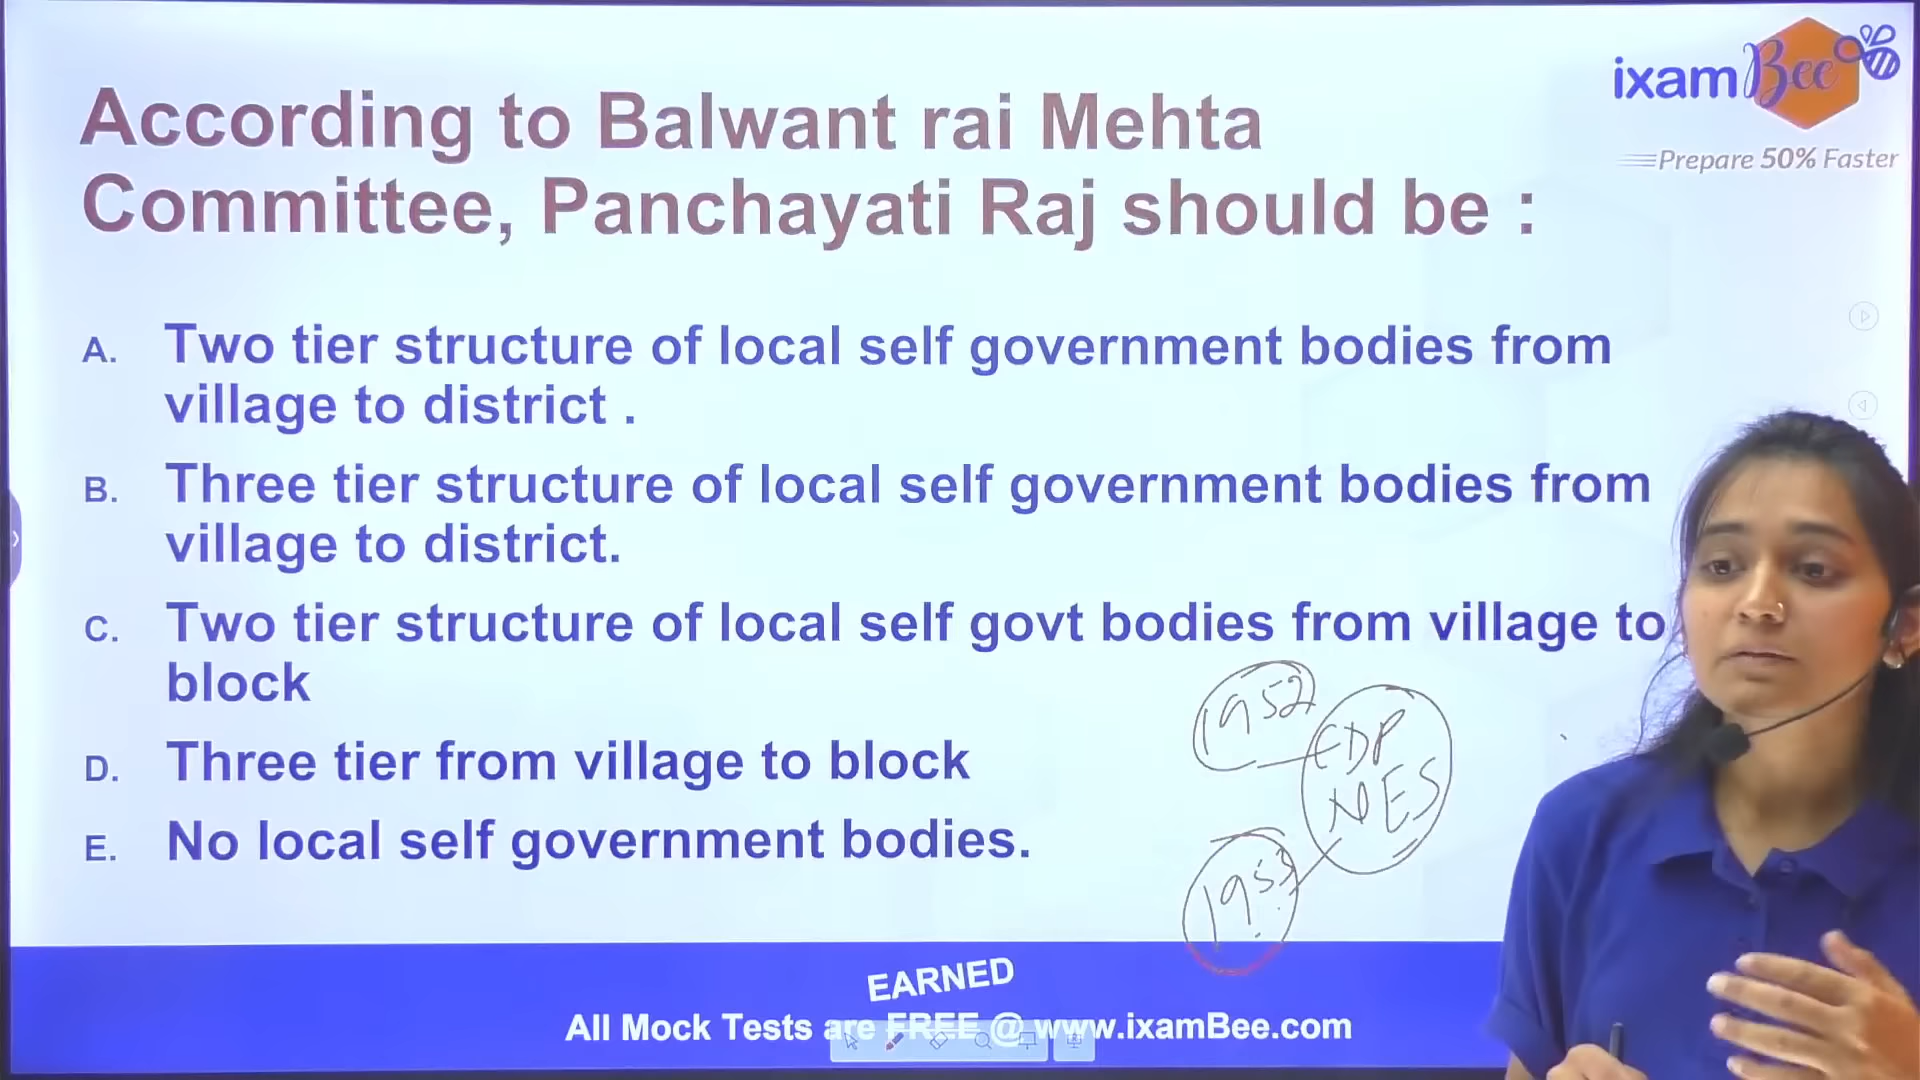 ixamBee
Prepare 50% Faster
According to Balwant rai Mehta
Committee, Panchayati Raj should be :
A. Two tier structure of local self government bodies from
village to district .
B. Three tier structure of local self government bodies from
village to district.
C. Two tier structure of local self govt bodies from village to
block
D. Three tier from village to block
E. No local self government bodies.
1952
CDP
NES
1953
EARNED
All Mock Tests are FREE @ www.ixamBee.com